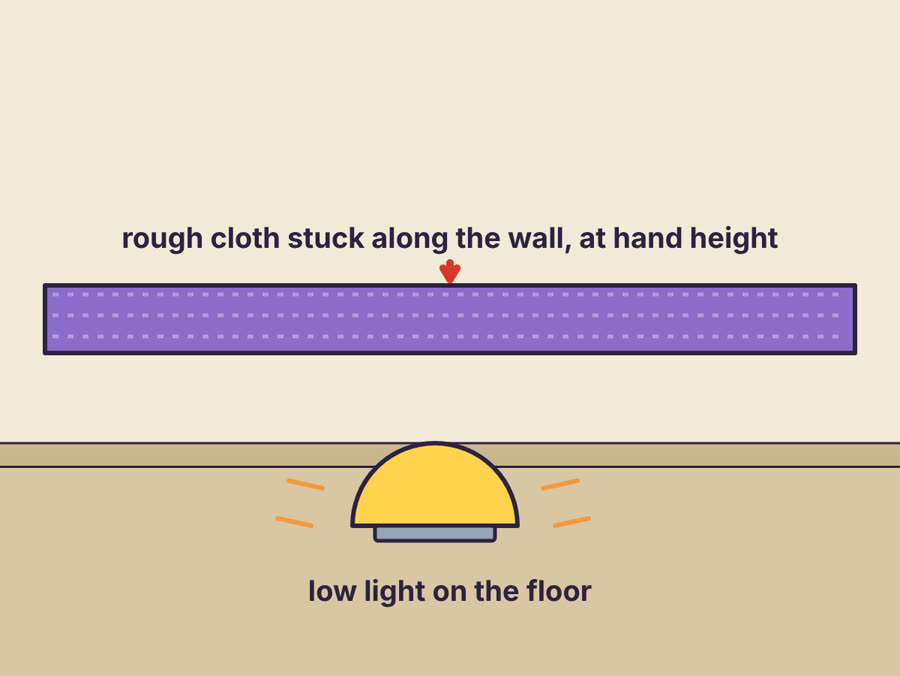 rough cloth stuck along the wall, at hand height
low light on the floor